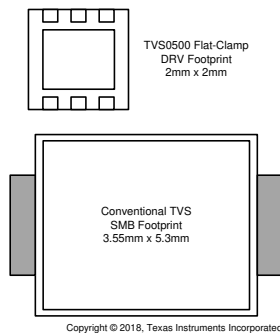 TVS0500 Flat-Clamp
DRV Footprint
2mm x 2mm
Conventional TVS
SMB Footprint
3.55mm x 5.3mm
Copyright © 2018, Texas Instruments Incorporated